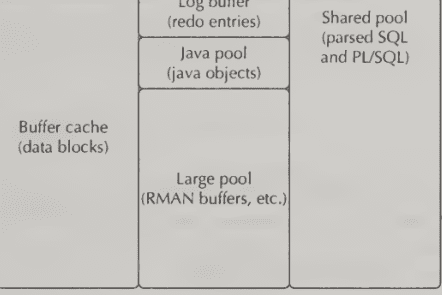 Log buffer
(redo entries)
Java pool
(java objects)
Shared pool
(parsed SQL
and PL/SQL)
Buffer cache
(data blocks)
Large pool
(RMAN buffers, etc.)